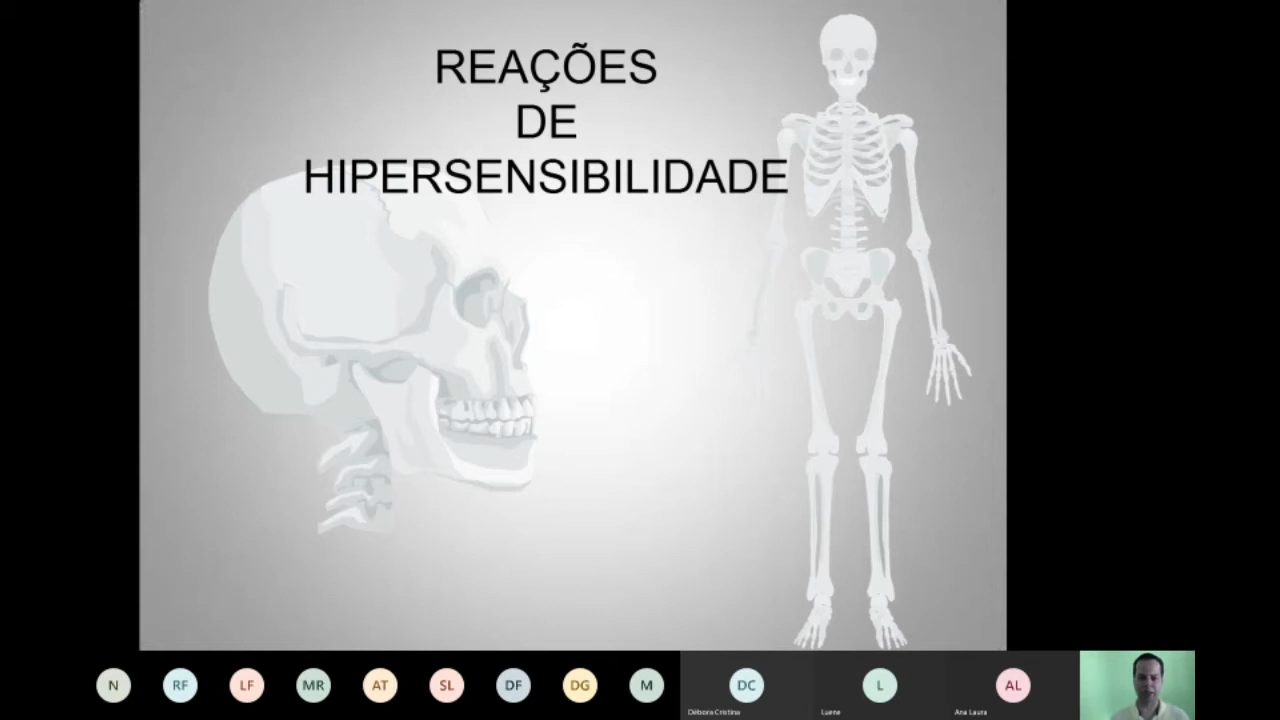 REAÇÕES
DE
HIPERSENSIBILIDADE
N
RF
LF
MR
AT
SL
DF
DG
M
DC
L
AL
Débora Cristina
Luene
Ana Laura